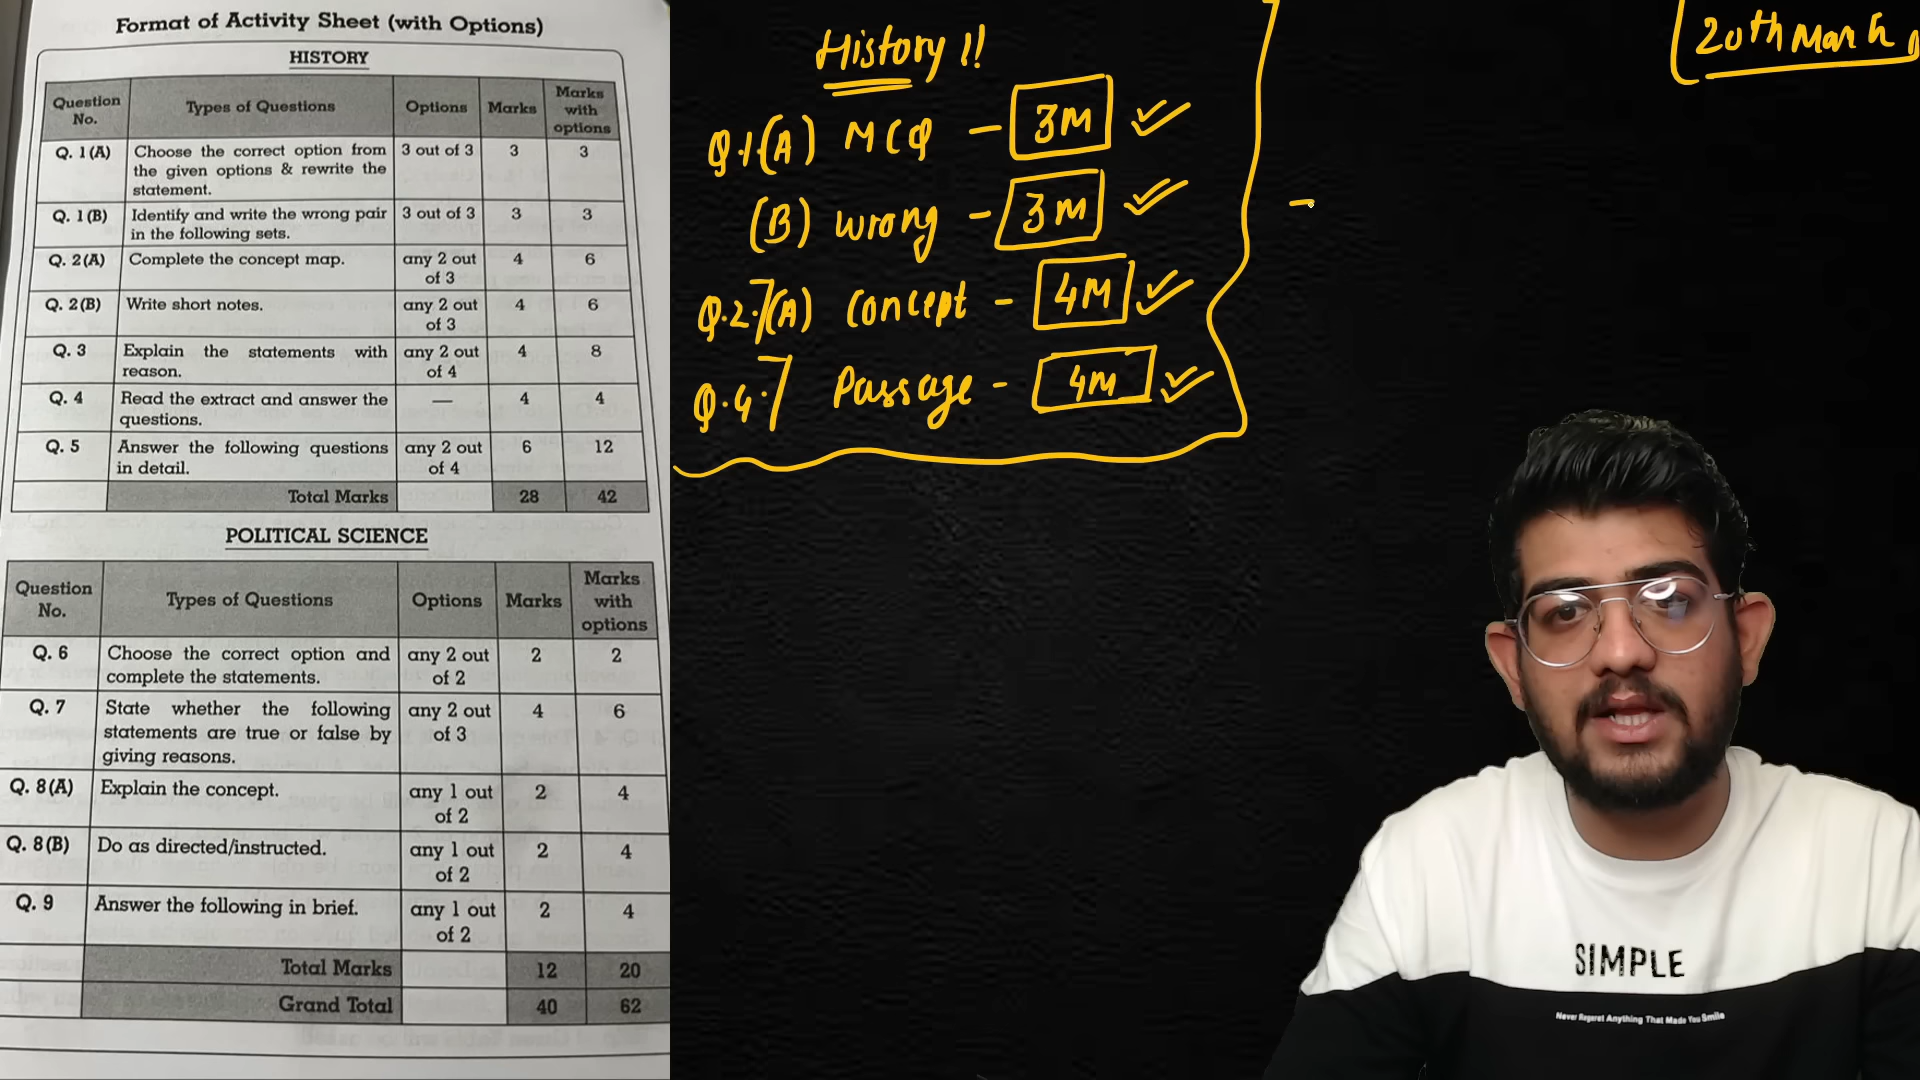 Format of Activity Sheet (with Options)
HISTORY
Question No. Types of Questions Options Marks Marks with options
Q. 1(A) Choose the correct option from the given options & rewrite the statement. 3 out of 3 3 3
Q. 1(B) Identify and write the wrong pair in the following sets. 3 out of 3 3 3
Q. 2(A) Complete the concept map. any 2 out of 3 4 6
Q. 2(B) Write short notes. any 2 out of 3 4 6
Q. 3 Explain the statements with reason. any 2 out of 4 4 8
Q. 4 Read the extract and answer the questions. — 4 4
Q. 5 Answer the following questions in detail. any 2 out of 4 6 12
Total Marks 28 42
POLITICAL SCIENCE
Question No. Types of Questions Options Marks Marks with options
Q. 6 Choose the correct option and complete the statements. any 2 out of 2 2 2
Q. 7 State whether the following statements are true or false by giving reasons. any 2 out of 3 4 6
Q. 8(A) Explain the concept. any 1 out of 2 2 4
Q. 8(B) Do as directed/instructed. any 1 out of 2 2 4
Q. 9 Answer the following in brief. any 1 out of 2 2 4
Total Marks 12 20
Grand Total 40 62
History !!
Q.1(A) MCQ - 3M
(B) wrong - 3M
Q.2.7(A) concept - 4M
Q.4.7 Passage - 4M
20th March
SIMPLE
Never Regeret Anything That Made You Smile